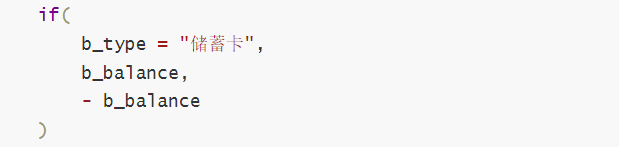 if(
b_type = "储蓄卡",
b_balance,
- b_balance
)